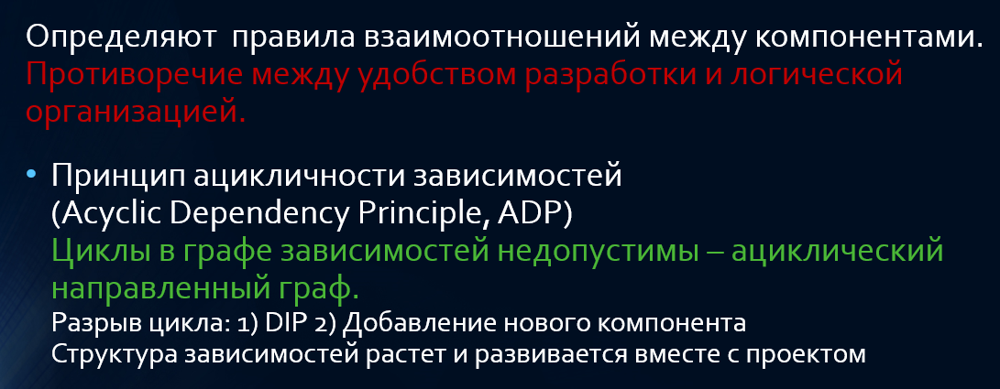 Определяют правила взаимоотношений между компонентами.
Противоречие между удобством разработки и логической
организацией.
• Принцип ацикличности зависимостей
(Acyclic Dependency Principle, ADP)
Циклы в графе зависимостей недопустимы – ациклический
направленный граф.
Разрыв цикла: 1) DIP 2) Добавление нового компонента
Структура зависимостей растет и развивается вместе с проектом